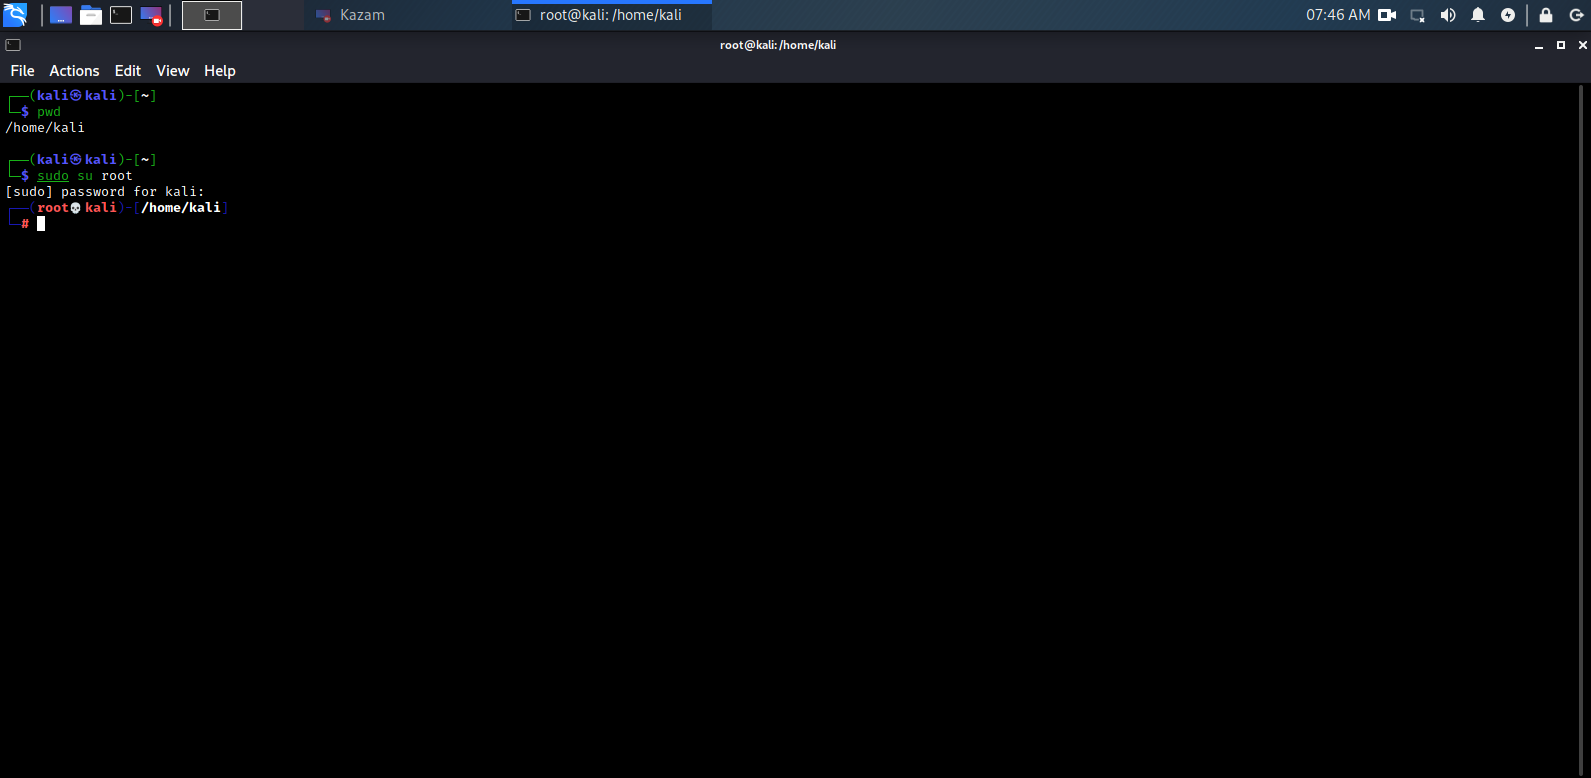 Kazam
root@kali: /home/kali
07:46 AM
root@kali: /home/kali
File Actions Edit View Help
┌──(kali㉿kali)-[~]
└─$ pwd
/home/kali
┌──(kali㉿kali)-[~]
└─$ sudo su root
[sudo] password for kali:
┌──(root💀kali)-[/home/kali]
└─#